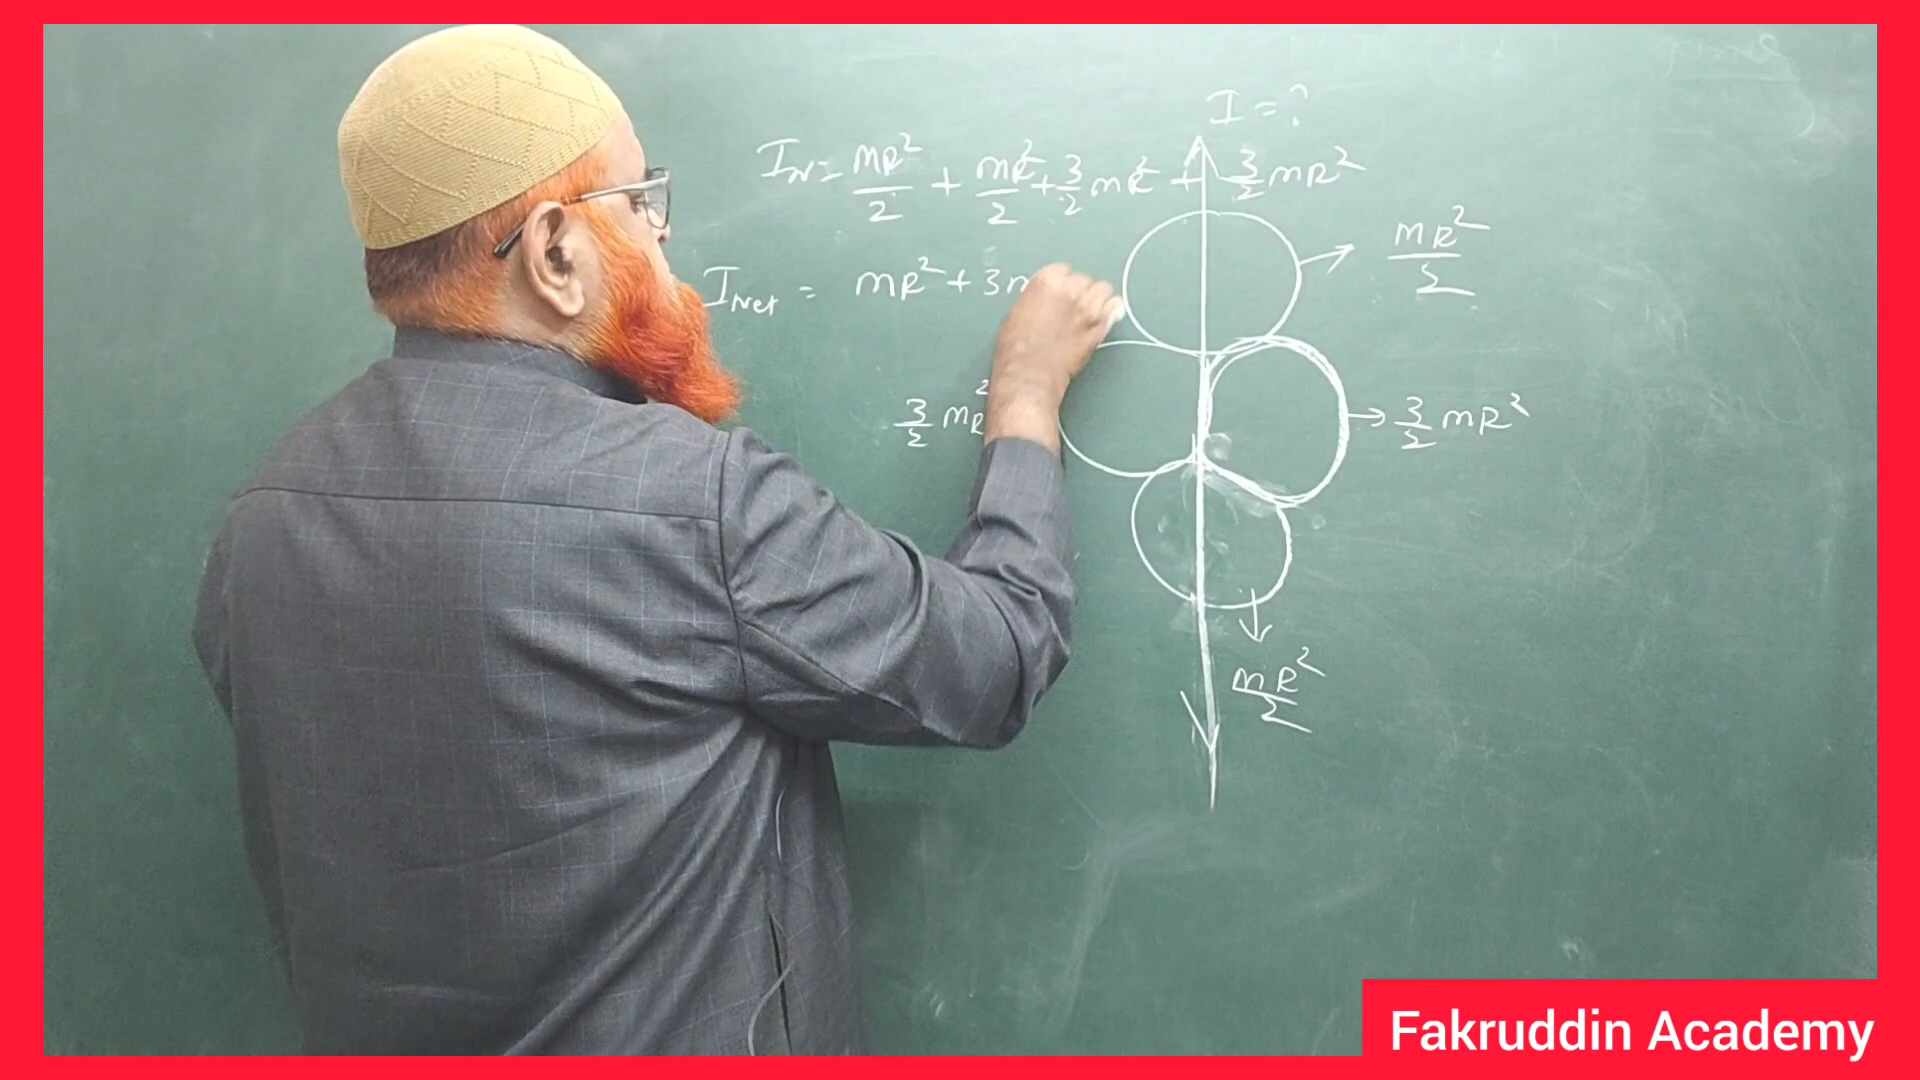 I = ?
I_N = mR²/2 + mR²/2 + 3/2 mR² + 3/2 mR²
mR²/2
I_Net = mR² + 3m
3/2 mR²
3/2 mR²
mR²/2
Fakruddin Academy